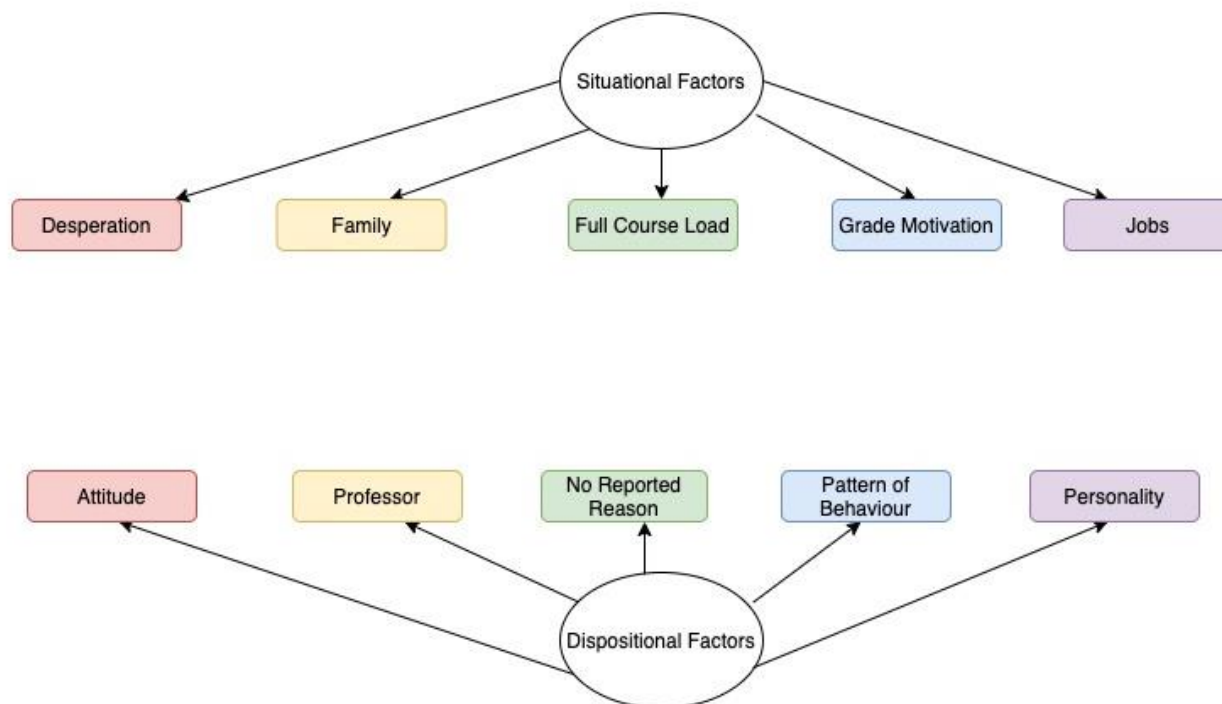 Situational Factors
Desperation
Family
Full Course Load
Grade Motivation
Jobs
Attitude
Professor
No Reported
Reason
Pattern of
Behaviour
Personality
Dispositional Factors